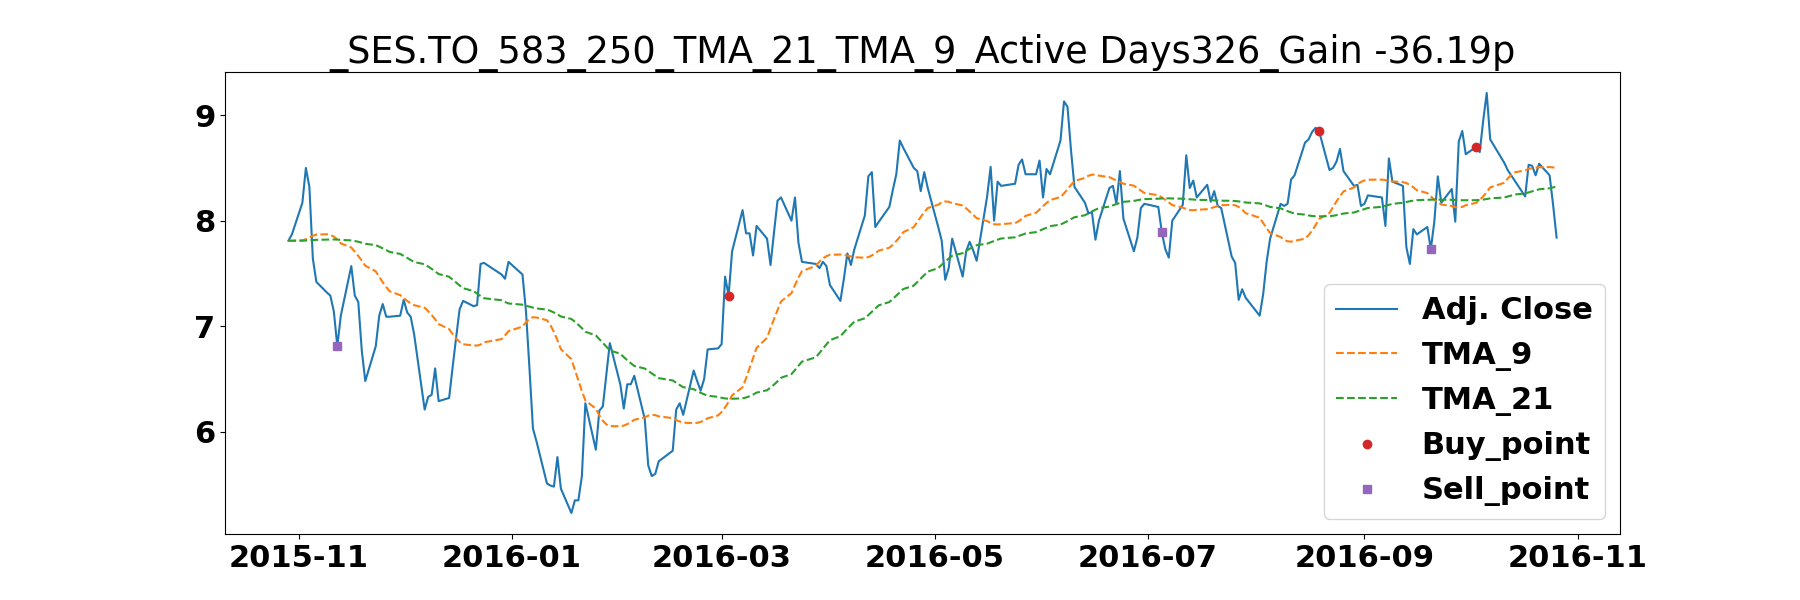 _SES.TO_583_250_TMA_21_TMA_9_Active Days326_Gain -36.19p
9
8
7
6
2015-11 2016-01 2016-03 2016-05 2016-07 2016-09 2016-11
Adj. Close
TMA_9
TMA_21
Buy_point
Sell_point